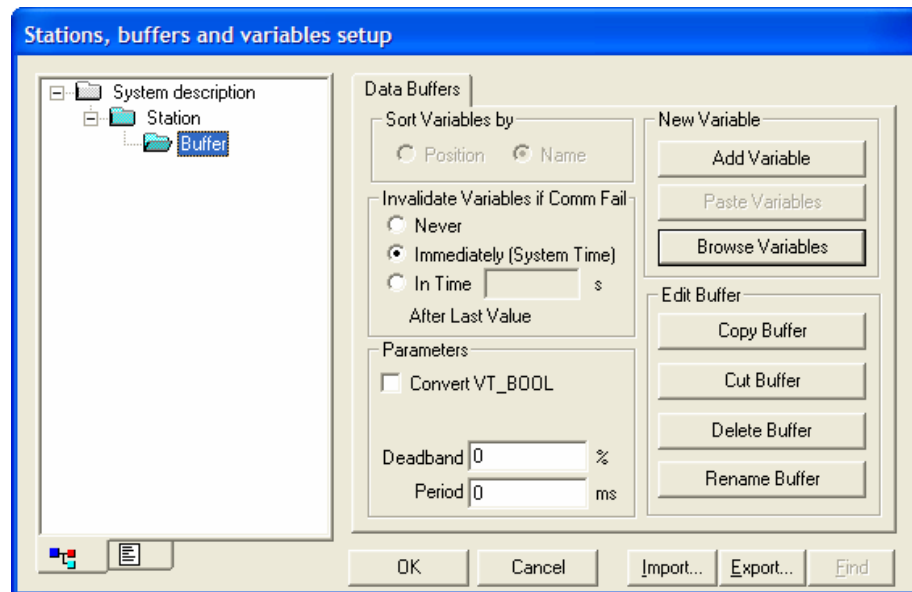 Stations, buffers and variables setup
System description
Station
Buffer
Data Buffers
Sort Variables by
Position Name
Invalidate Variables if Comm Fail
Never
Immediately (System Time)
In Time s
After Last Value
Parameters
Convert VT_BOOL
Deadband 0 %
Period 0 ms
New Variable
Add Variable
Paste Variables
Browse Variables
Edit Buffer
Copy Buffer
Cut Buffer
Delete Buffer
Rename Buffer
OK Cancel Import... Export... Find